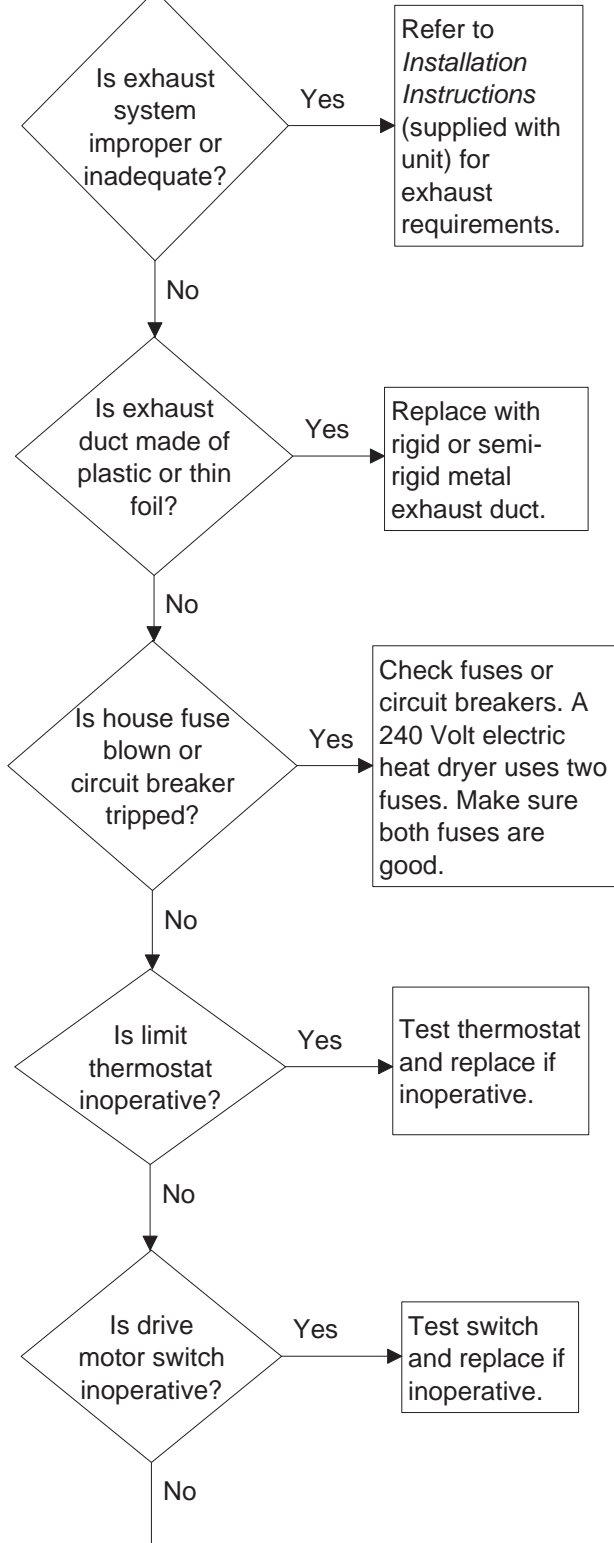 Is exhaust
system
improper or
inadequate?
Yes
Refer to
Installation
Instructions
(supplied with
unit) for
exhaust
requirements.
No
Is exhaust
duct made of
plastic or thin
foil?
Yes
Replace with
rigid or semi-
rigid metal
exhaust duct.
No
Is house fuse
blown or
circuit breaker
tripped?
Yes
Check fuses or
circuit breakers. A
240 Volt electric
heat dryer uses two
fuses. Make sure
both fuses are
good.
No
Is limit
thermostat
inoperative?
Yes
Test thermostat
and replace if
inoperative.
No
Is drive
motor switch
inoperative?
Yes
Test switch
and replace if
inoperative.
No